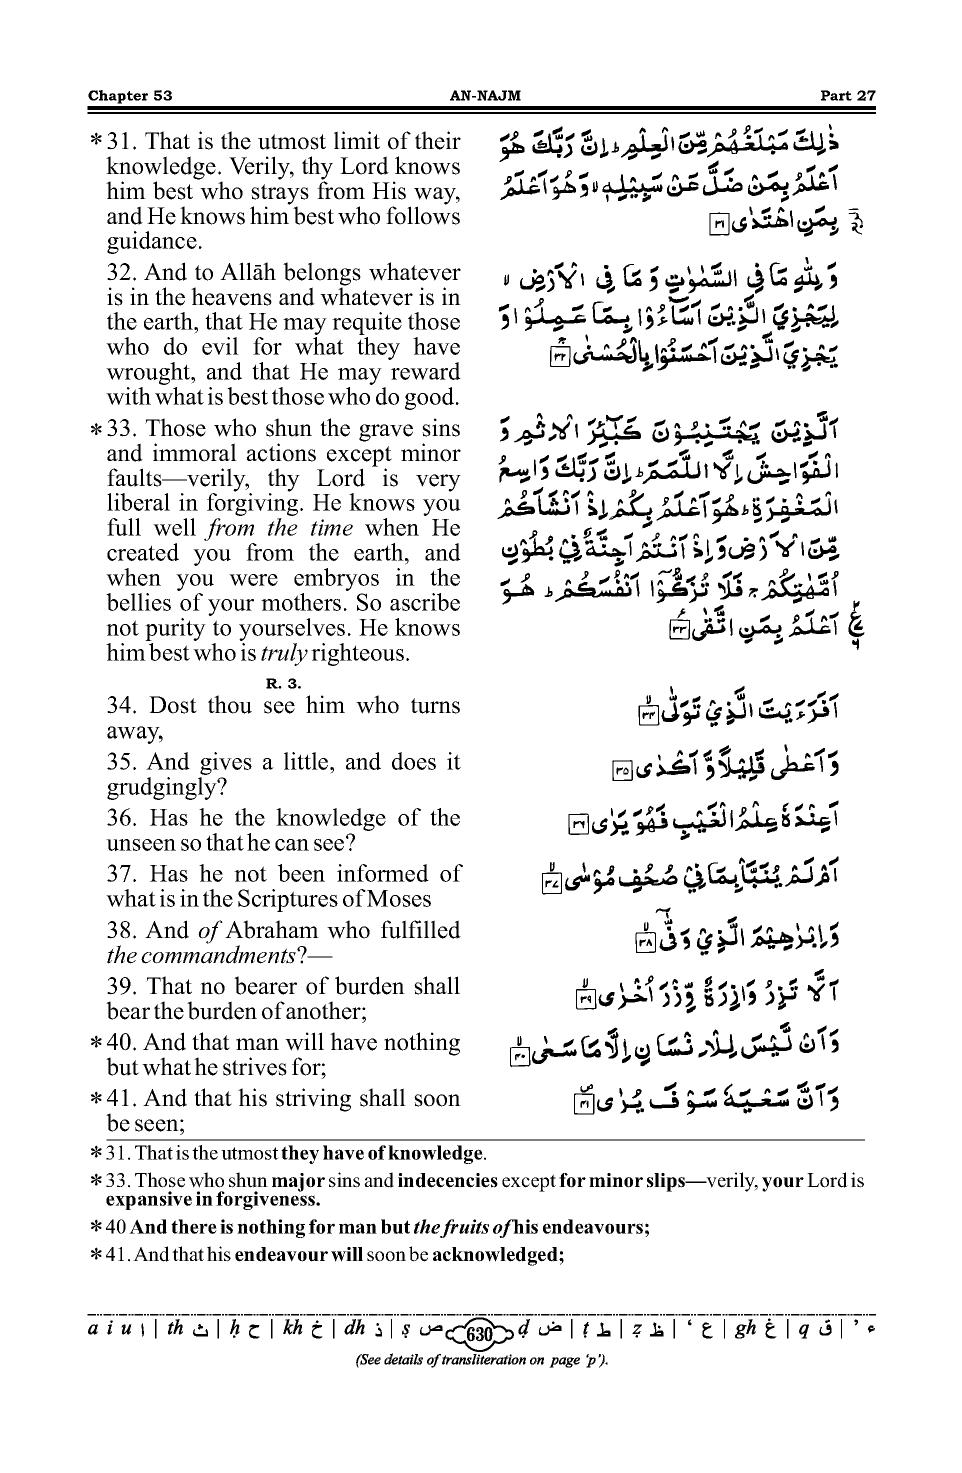 Chapter 53 AN-NAJM Part 27
*31. That is the utmost limit of their
knowledge. Verily, thy Lord knows
him best who strays from His way,
and He knows him best who follows
guidance.
32. And to Allāh belongs whatever
is in the heavens and whatever is in
the earth, that He may requite those
who do evil for what they have
wrought, and that He may reward
with what is best those who do good.
*33. Those who shun the grave sins
and immoral actions except minor
faults—verily, thy Lord is very
liberal in forgiving. He knows you
full well from the time when He
created you from the earth, and
when you were embryos in the
bellies of your mothers. So ascribe
not purity to yourselves. He knows
him best who is truly righteous.
R. 3.
34. Dost thou see him who turns
away,
35. And gives a little, and does it
grudgingly?
36. Has he the knowledge of the
unseen so that he can see?
37. Has he not been informed of
what is in the Scriptures of Moses
38. And of Abraham who fulfilled
the commandments?—
39. That no bearer of burden shall
bear the burden of another;
*40. And that man will have nothing
but what he strives for;
*41. And that his striving shall soon
be seen;
ذٰلِكَ مَبْلَغُهُمْ مِّنَ الْعِلْمِ ؕ اِنَّ رَبَّكَ هُوَ
اَعْلَمُ بِمَنْ ضَلَّ عَنْ سَبِيْلِهٖ ۙ وَ هُوَ اَعْلَمُ
بِمَنِ اهْتَدٰى ۳۱
وَ لِلّٰهِ مَا فِى السَّمٰوٰتِ وَ مَا فِى الْاَرْضِ ۙ
لِيَجْزِيَ الَّذِيْنَ اَسَآءُوْا بِمَا عَمِلُوْا وَ
يَجْزِيَ الَّذِيْنَ اَحْسَنُوْا بِالْحُسْنٰى ۳۲
اَلَّذِيْنَ يَجْتَنِبُوْنَ كَبٰٓئِرَ الْاِثْمِ وَ
الْفَوَاحِشَ اِلَّا اللَّمَمَ ؕ اِنَّ رَبَّكَ وَاسِعُ
الْمَغْفِرَةِ ؕ هُوَ اَعْلَمُ بِكُمْ اِذْ اَنْشَاَكُمْ
مِّنَ الْاَرْضِ وَ اِذْ اَنْتُمْ اَجِنَّةٌ فِيْ بُطُوْنِ
اُمَّهٰتِكُمْ ۚ فَلَا تُزَكُّوْٓا اَنْفُسَكُمْ ؕ هُوَ
اَعْلَمُ بِمَنِ اتَّقٰى ۳۳
اَفَرَءَيْتَ الَّذِيْ تَوَلّٰى ۳۴
وَ اَعْطٰى قَلِيْلًا وَّ اَكْدٰى ۳۵
اَعِنْدَهٗ عِلْمُ الْغَيْبِ فَهُوَ يَرٰى ۳۶
اَمْ لَمْ يُنَبَّاْ بِمَا فِيْ صُحُفِ مُوْسٰى ۳۷
وَ اِبْرٰهِيْمَ الَّذِيْ وَفّٰٓى ۳۸
اَلَّا تَزِرُ وَازِرَةٌ وِّزْرَ اُخْرٰى ۳۹
وَ اَنْ لَّيْسَ لِلْاِنْسَانِ اِلَّا مَا سَعٰى ۴۰
وَ اَنَّ سَعْيَهٗ سَوْفَ يُرٰى ۴۱
*31. That is the utmost they have of knowledge.
*33. Those who shun major sins and indecencies except for minor slips—verily, your Lord is
expansive in forgiveness.
*40 And there is nothing for man but the fruits of his endeavours;
*41. And that his endeavour will soon be acknowledged;
a i u ا | th ث | ḥ ح | kh خ | dh ذ | ṣ ص 630 ḍ ض | ṭ ط | ẓ ظ | ‘ ع | gh غ | q ق | ’ ء
(See details of transliteration on page ‘p’).